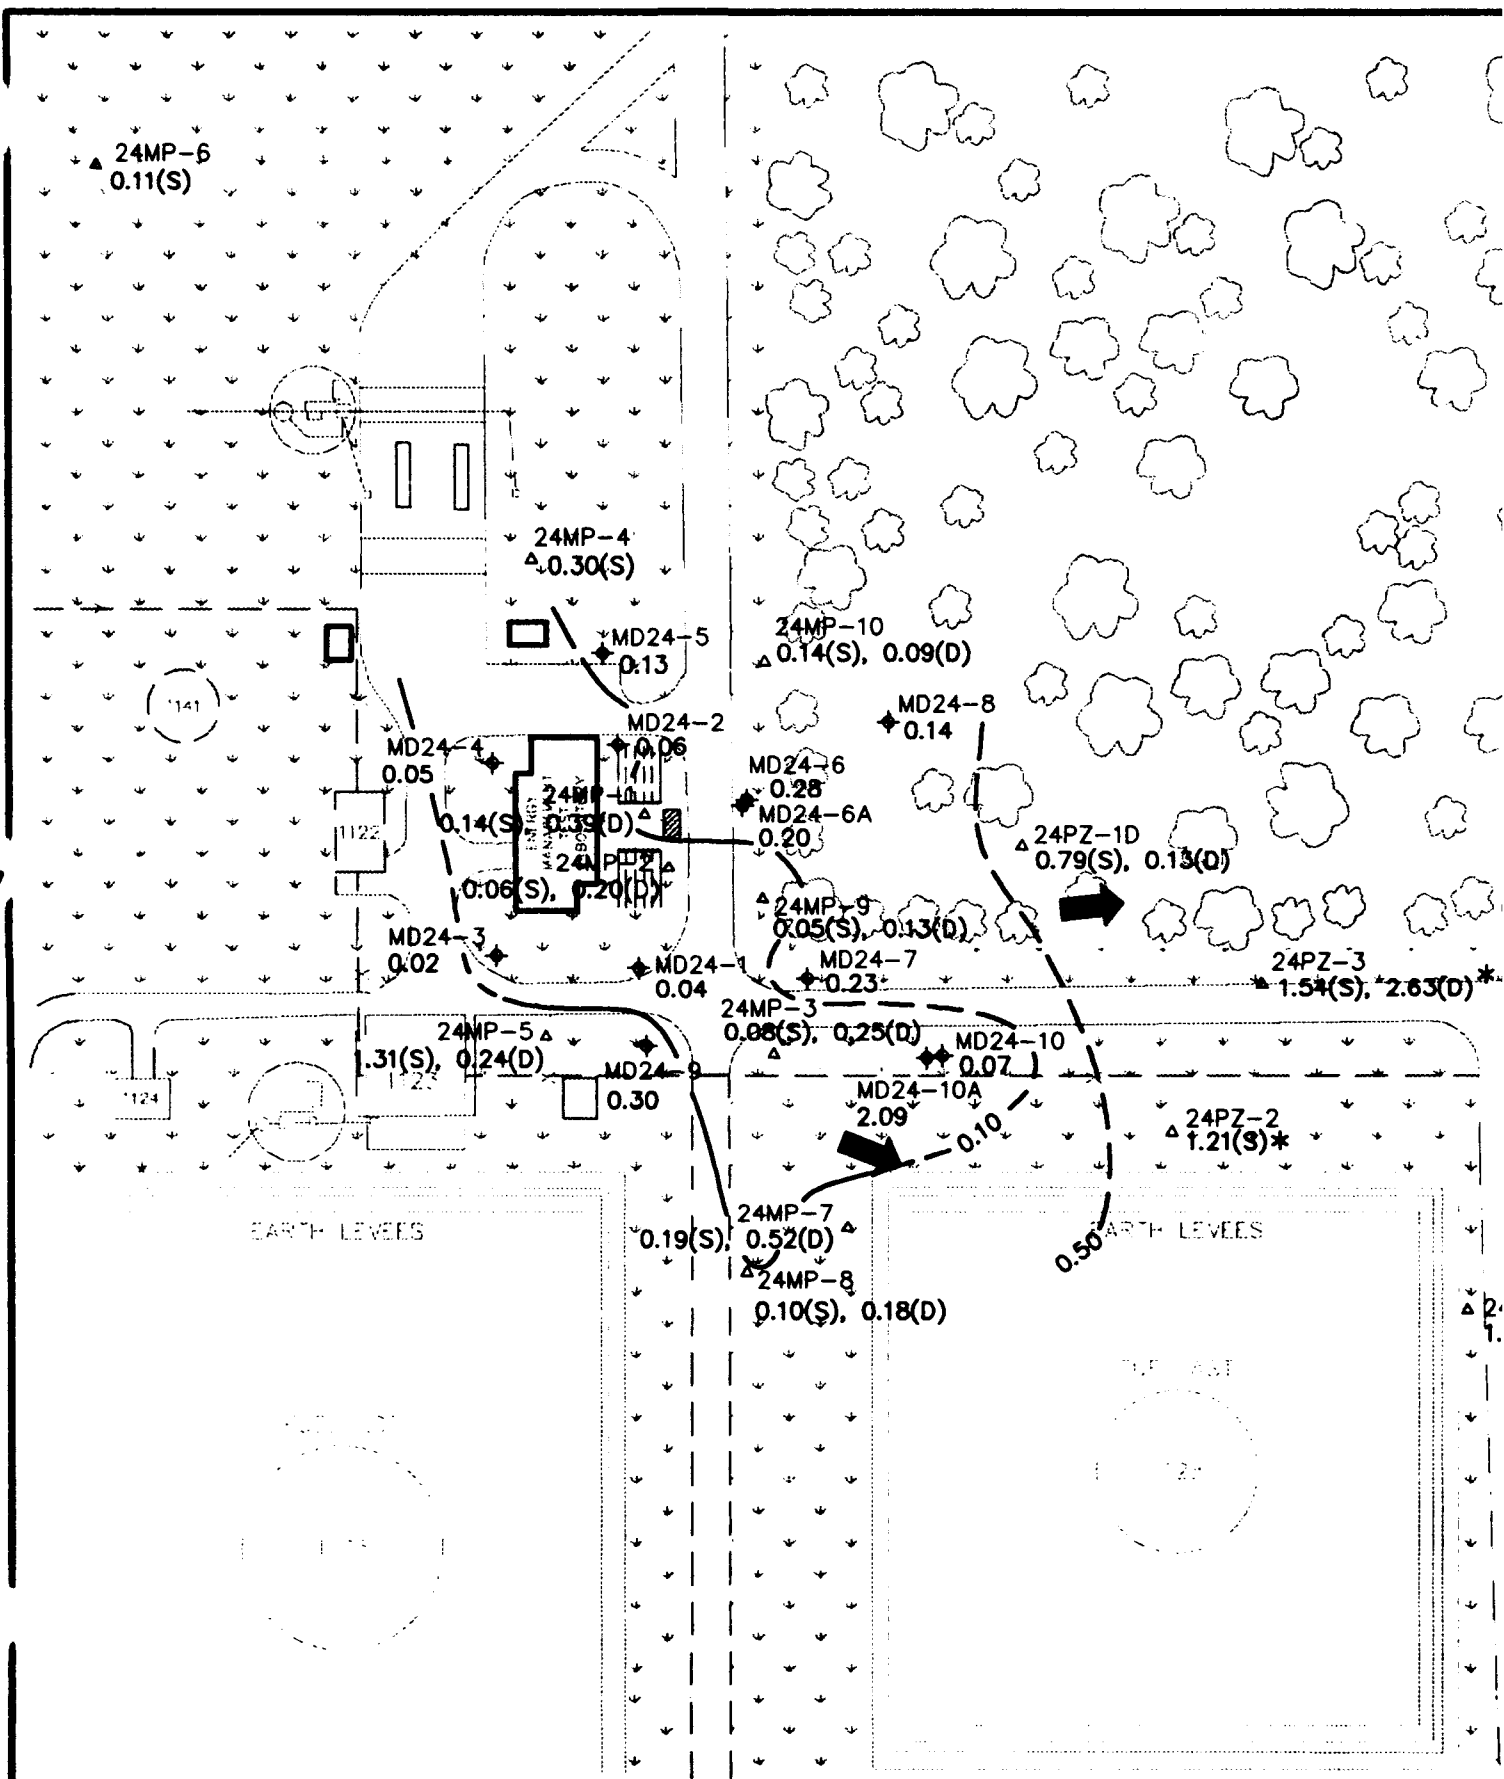 24MP-6
0.11(S)
24MP-4
0.30(S)
MD24-5
0.13
24MP-10
0.14(S), 0.09(D)
MD24-8
0.14
MD24-2
0.06
MD24-4
0.05
1141
MD24-6
0.28
24MP-1
0.14(S), 0.39(D)
MD24-6A
0.20
1122
24PZ-1D
0.79(S), 0.13(D)
ENERGY
24MP-2
0.06(S), 0.20(D)
24MP-9
0.05(S), 0.13(D)
MD24-3
0.02
MD24-1
0.04
MD24-7
0.23
24PZ-3
1.54(S), 2.63(D)*
24MP-3
0.08(S), 0.25(D)
24MP-5
1.31(S), 0.24(D)
MD24-10
0.07
MD24-9
0.30
MD24-10A
2.09
1123
1124
0.10
24PZ-2
1.21(S)*
24MP-7
0.19(S), 0.52(D)
EARTH LEVEES
EARTH LEVEES
0.50
24MP-8
0.10(S), 0.18(D)